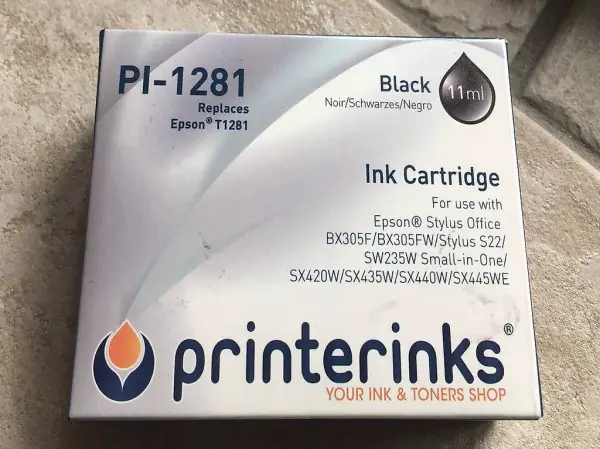 PI-1281
Replaces
Epson® T1281
Black
Noir/Schwarzes/Negro
11ml
Ink Cartridge
For use with
Epson® Stylus Office
BX305F/BX305FW/Stylus S22/
SW235W Small-in-One/
SX420W/SX435W/SX440W/SX445WE
printerinks®
YOUR INK & TONERS SHOP